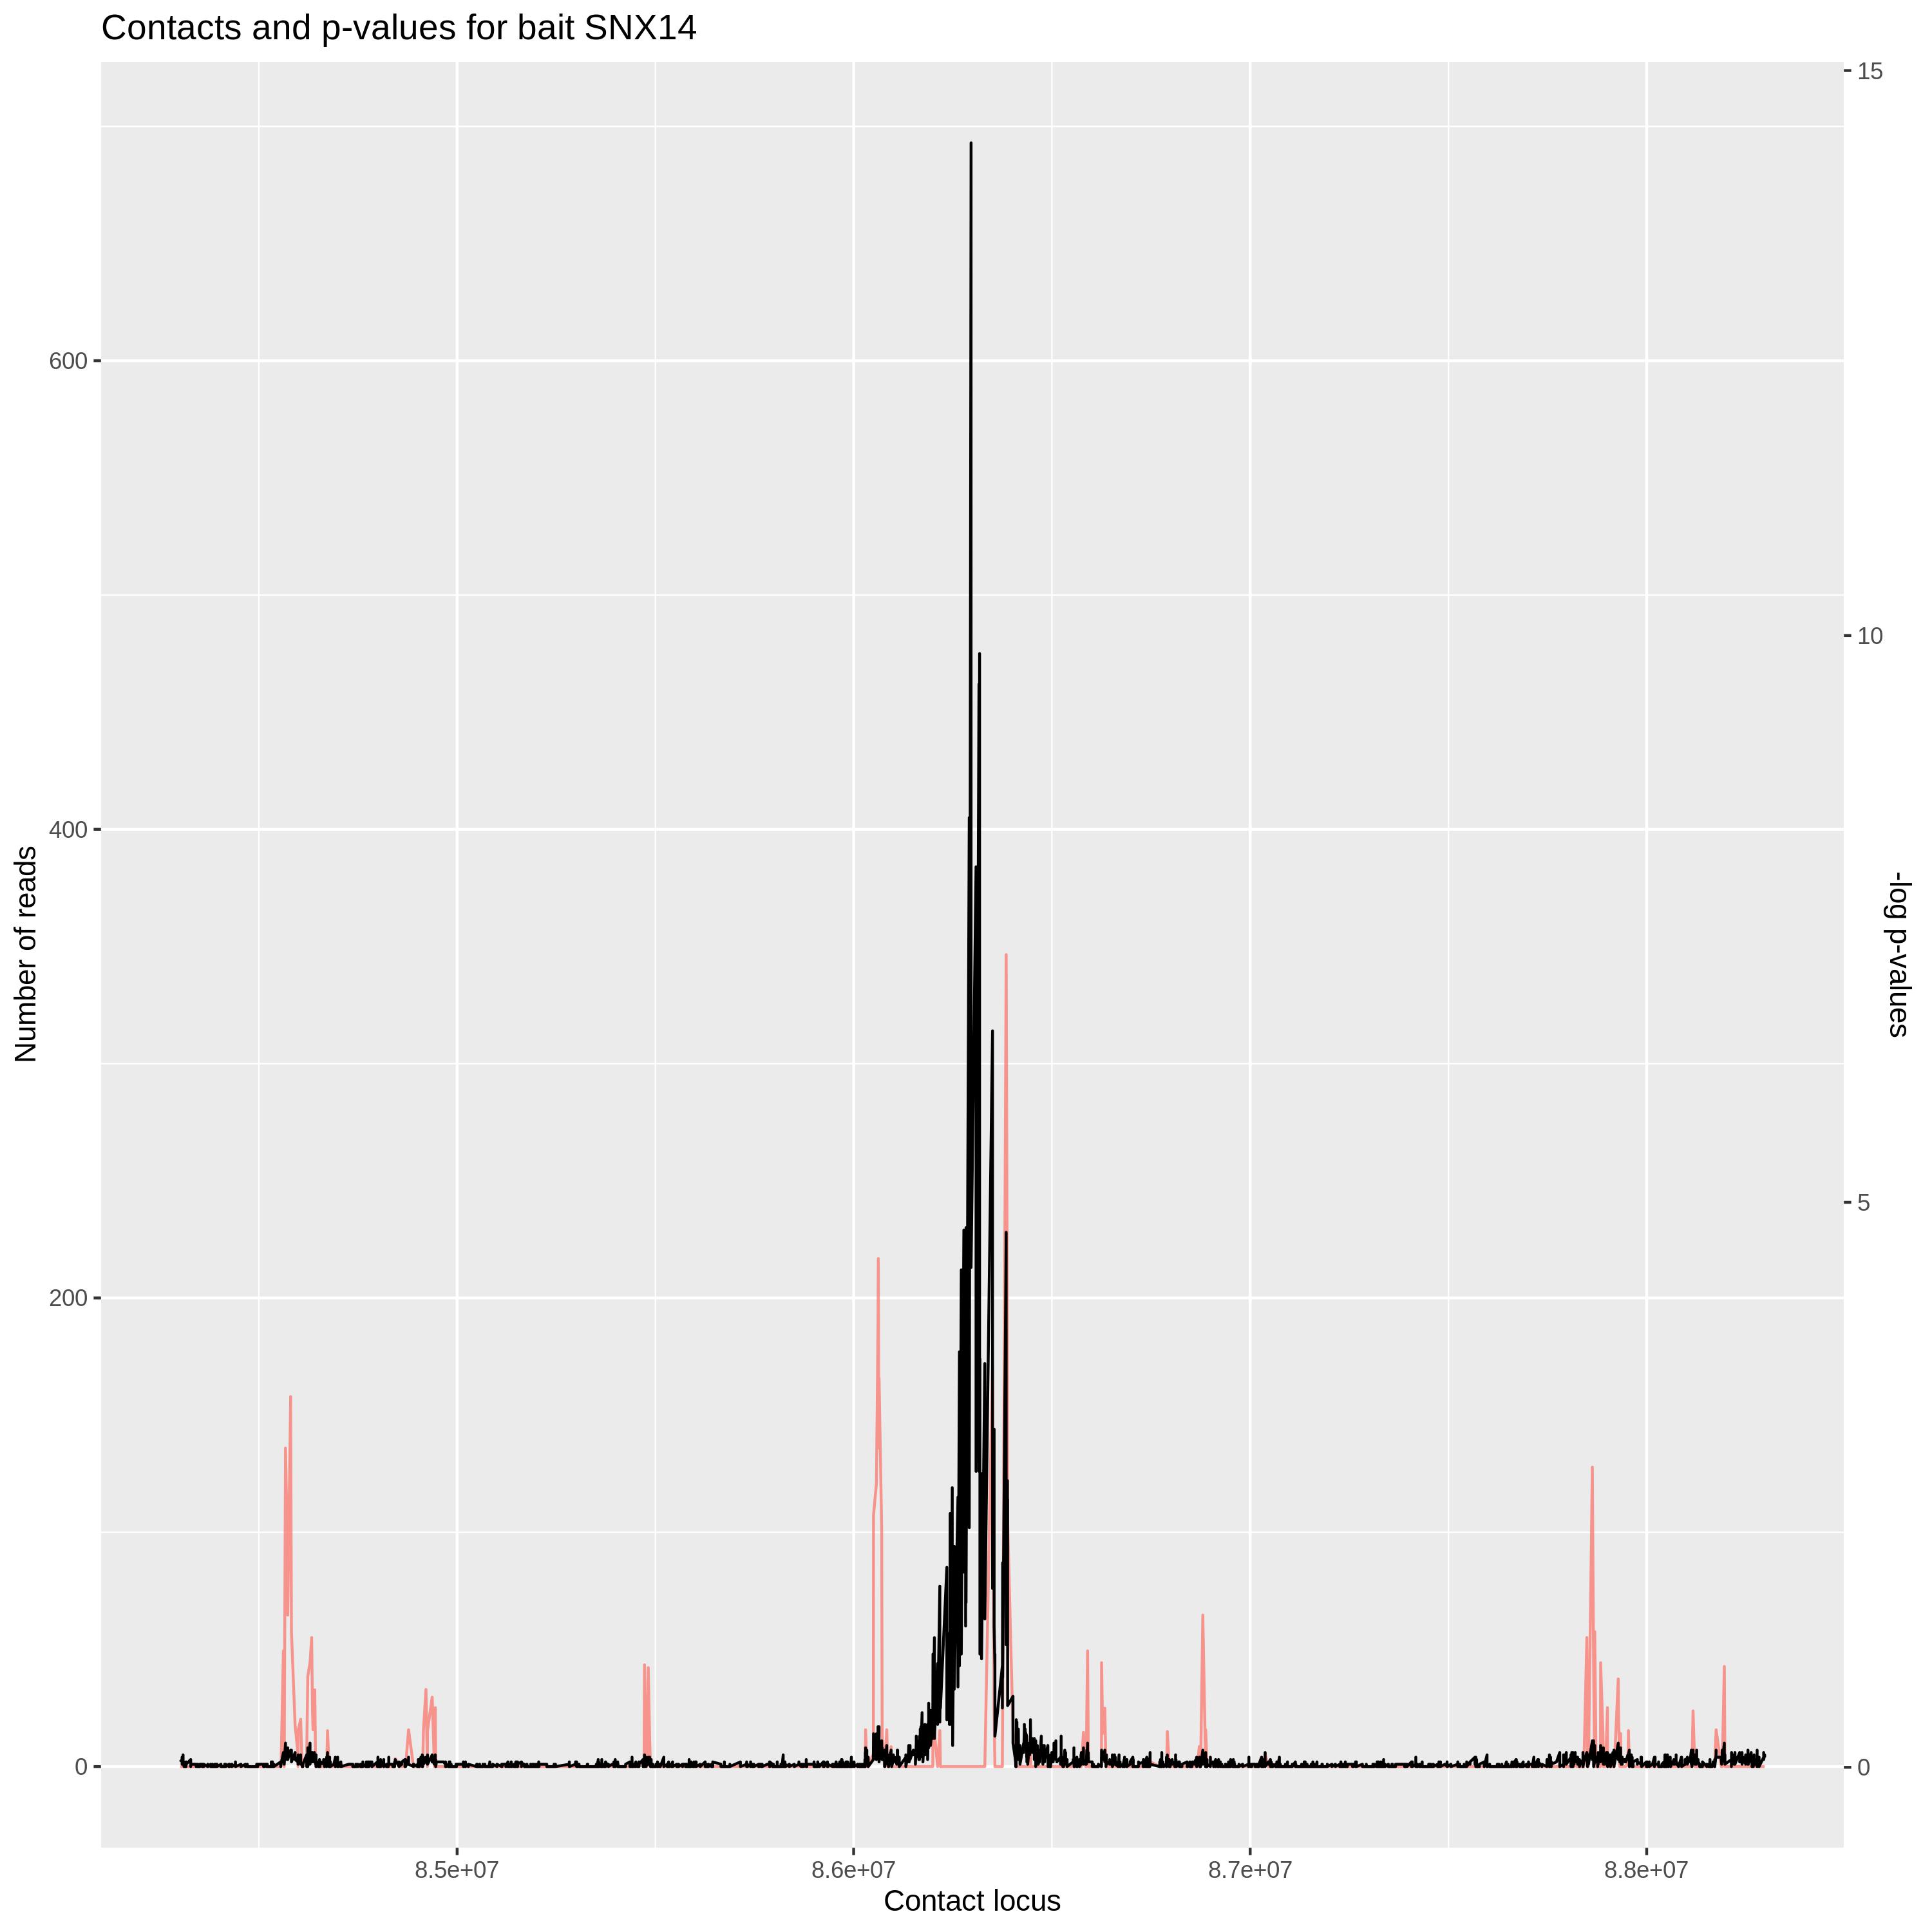 Contacts and p-values for bait SNX14
15
600
10
400
Number of reads
-log p-values
5
200
0
0
8.5e+07 8.6e+07 8.7e+07 8.8e+07
Contact locus